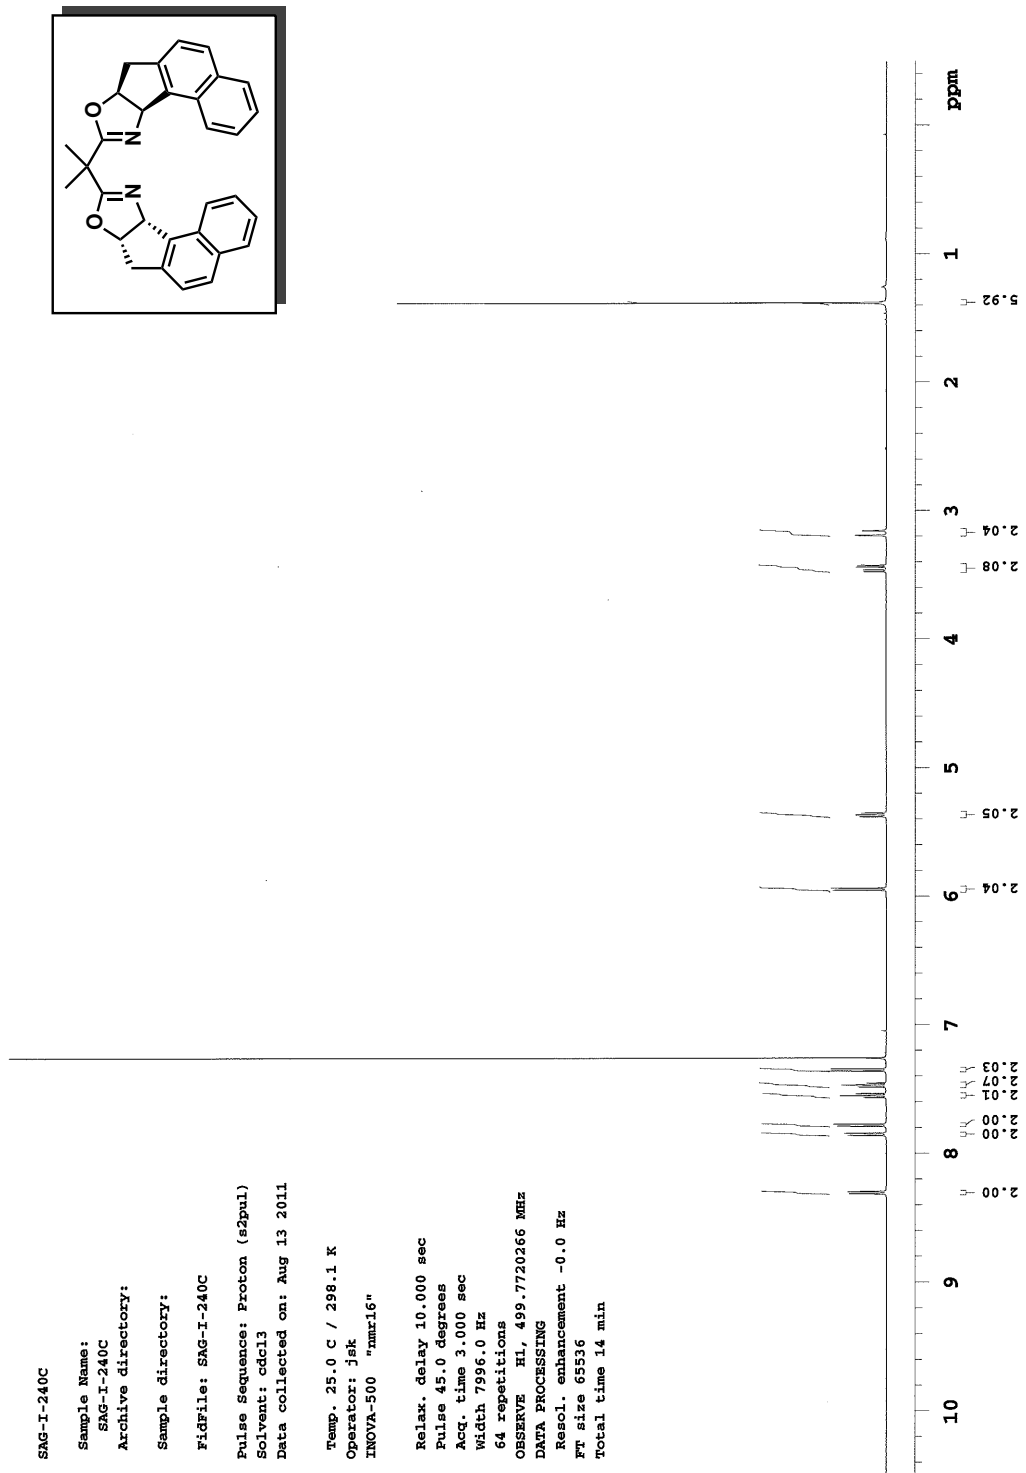 SAG-I-240C
Sample Name:
SAG-I-240C
Archive directory:
Sample directory:
FidFile: SAG-I-240C
Pulse Sequence: Proton (s2pul)
Solvent: cdcl3
Data collected on: Aug 13 2011
Temp. 25.0 C / 298.1 K
Operator: jsk
INOVA-500 "nmr16"
Relax. delay 10.000 sec
Pulse 45.0 degrees
Acq. time 3.000 sec
Width 7996.0 Hz
64 repetitions
OBSERVE H1, 499.7720266 MHz
DATA PROCESSING
Resol. enhancement -0.0 Hz
FT size 65536
Total time 14 min
O O
N N
10 9 8 7 6 5 4 3 2 1 ppm
2.00 2.00 2.00 2.01 2.07 2.03 2.04 2.05 2.08 2.04 5.92